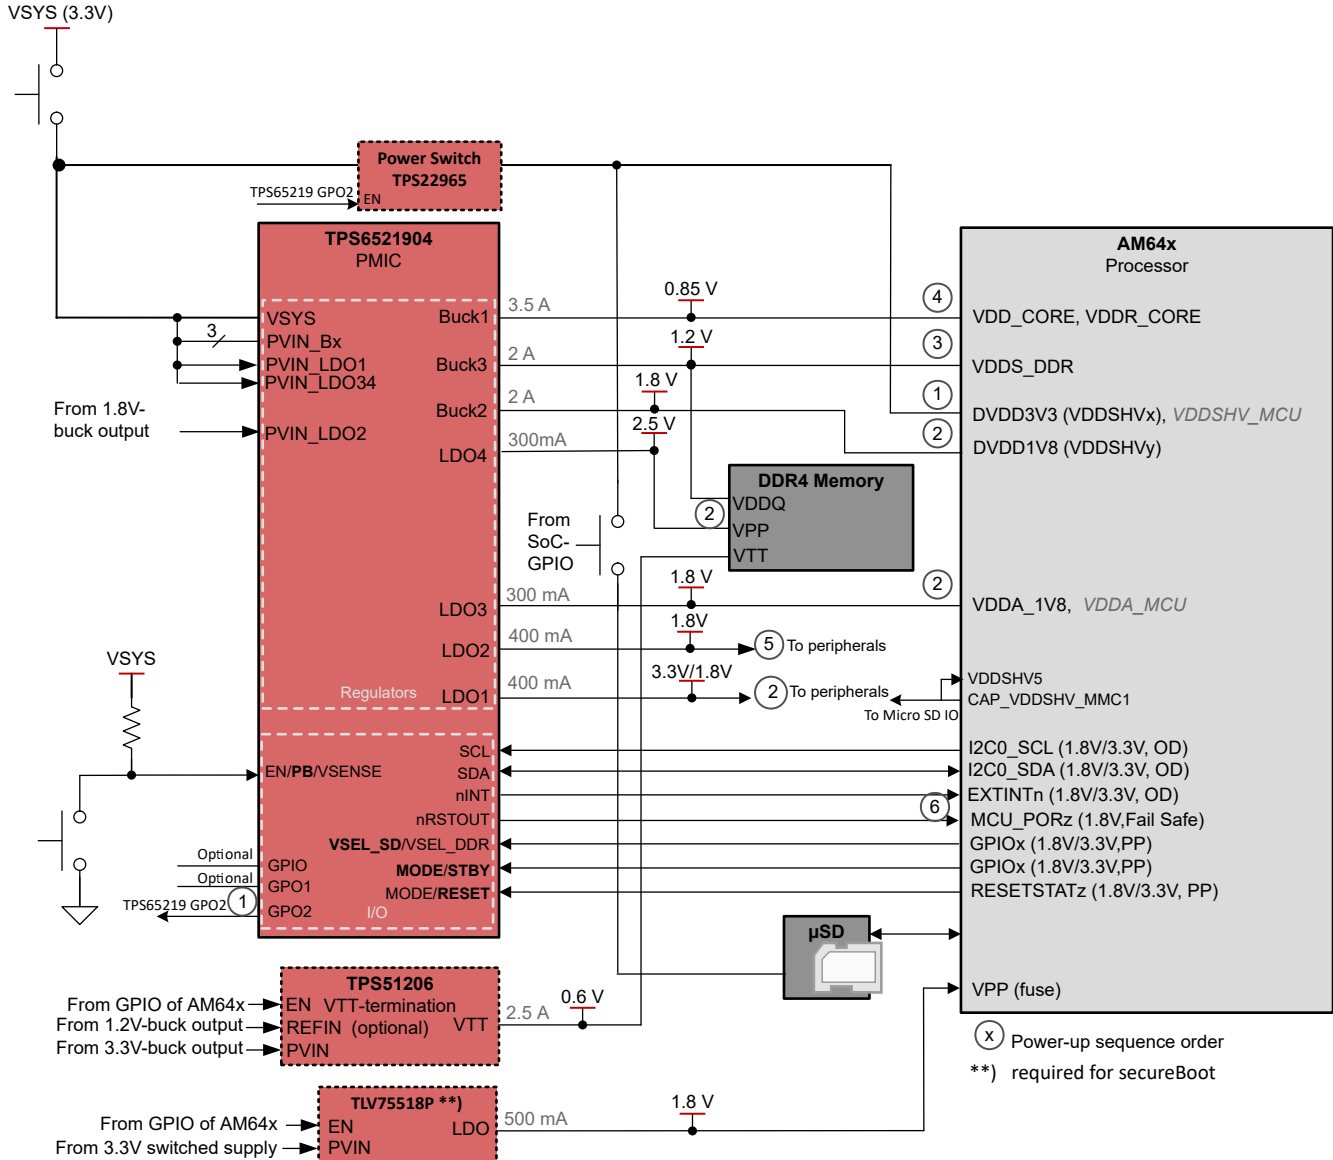 VSYS (3.3V)
Power Switch
TPS22965
TPS65219 GPO2
EN
TPS6521904
PMIC
AM64x
Processor
VSYS
3
PVIN_Bx
PVIN_LDO1
PVIN_LDO34
From 1.8V-
buck output
PVIN_LDO2
Buck1
3.5 A
0.85 V
4
VDD_CORE, VDDR_CORE
1.2 V
3
Buck3
2 A
VDDS_DDR
1.8 V
1
Buck2
2 A
DVDD3V3 (VDDSHVx), VDDSHV_MCU
2.5 V
2
LDO4
300mA
DVDD1V8 (VDDSHVy)
DDR4 Memory
VDDQ
2
VPP
VTT
From
SoC-
GPIO
1.8 V
2
LDO3
300 mA
VDDA_1V8, VDDA_MCU
1.8V
LDO2
400 mA
5
To peripherals
3.3V/1.8V
Regulators
LDO1
400 mA
2
To peripherals
VDDSHV5
CAP_VDDSHV_MMC1
To Micro SD IO
VSYS
EN/PB/VSENSE
SCL
I2C0_SCL (1.8V/3.3V, OD)
SDA
I2C0_SDA (1.8V/3.3V, OD)
nINT
EXTINTn (1.8V/3.3V, OD)
6
nRSTOUT
MCU_PORz (1.8V,Fail Safe)
VSEL_SD/VSEL_DDR
GPIOx (1.8V/3.3V,PP)
MODE/STBY
GPIOx (1.8V/3.3V,PP)
MODE/RESET
RESETSTATz (1.8V/3.3V, PP)
Optional
GPIO
Optional
GPO1
TPS65219 GPO2
1
GPO2
I/O
µSD
VPP (fuse)
TPS51206
From GPIO of AM64x
EN VTT-termination
From 1.2V-buck output
REFIN (optional)
VTT
2.5 A
0.6 V
From 3.3V-buck output
PVIN
x Power-up sequence order
**) required for secureBoot
TLV75518P **)
From GPIO of AM64x
EN
LDO
500 mA
1.8 V
From 3.3V switched supply
PVIN